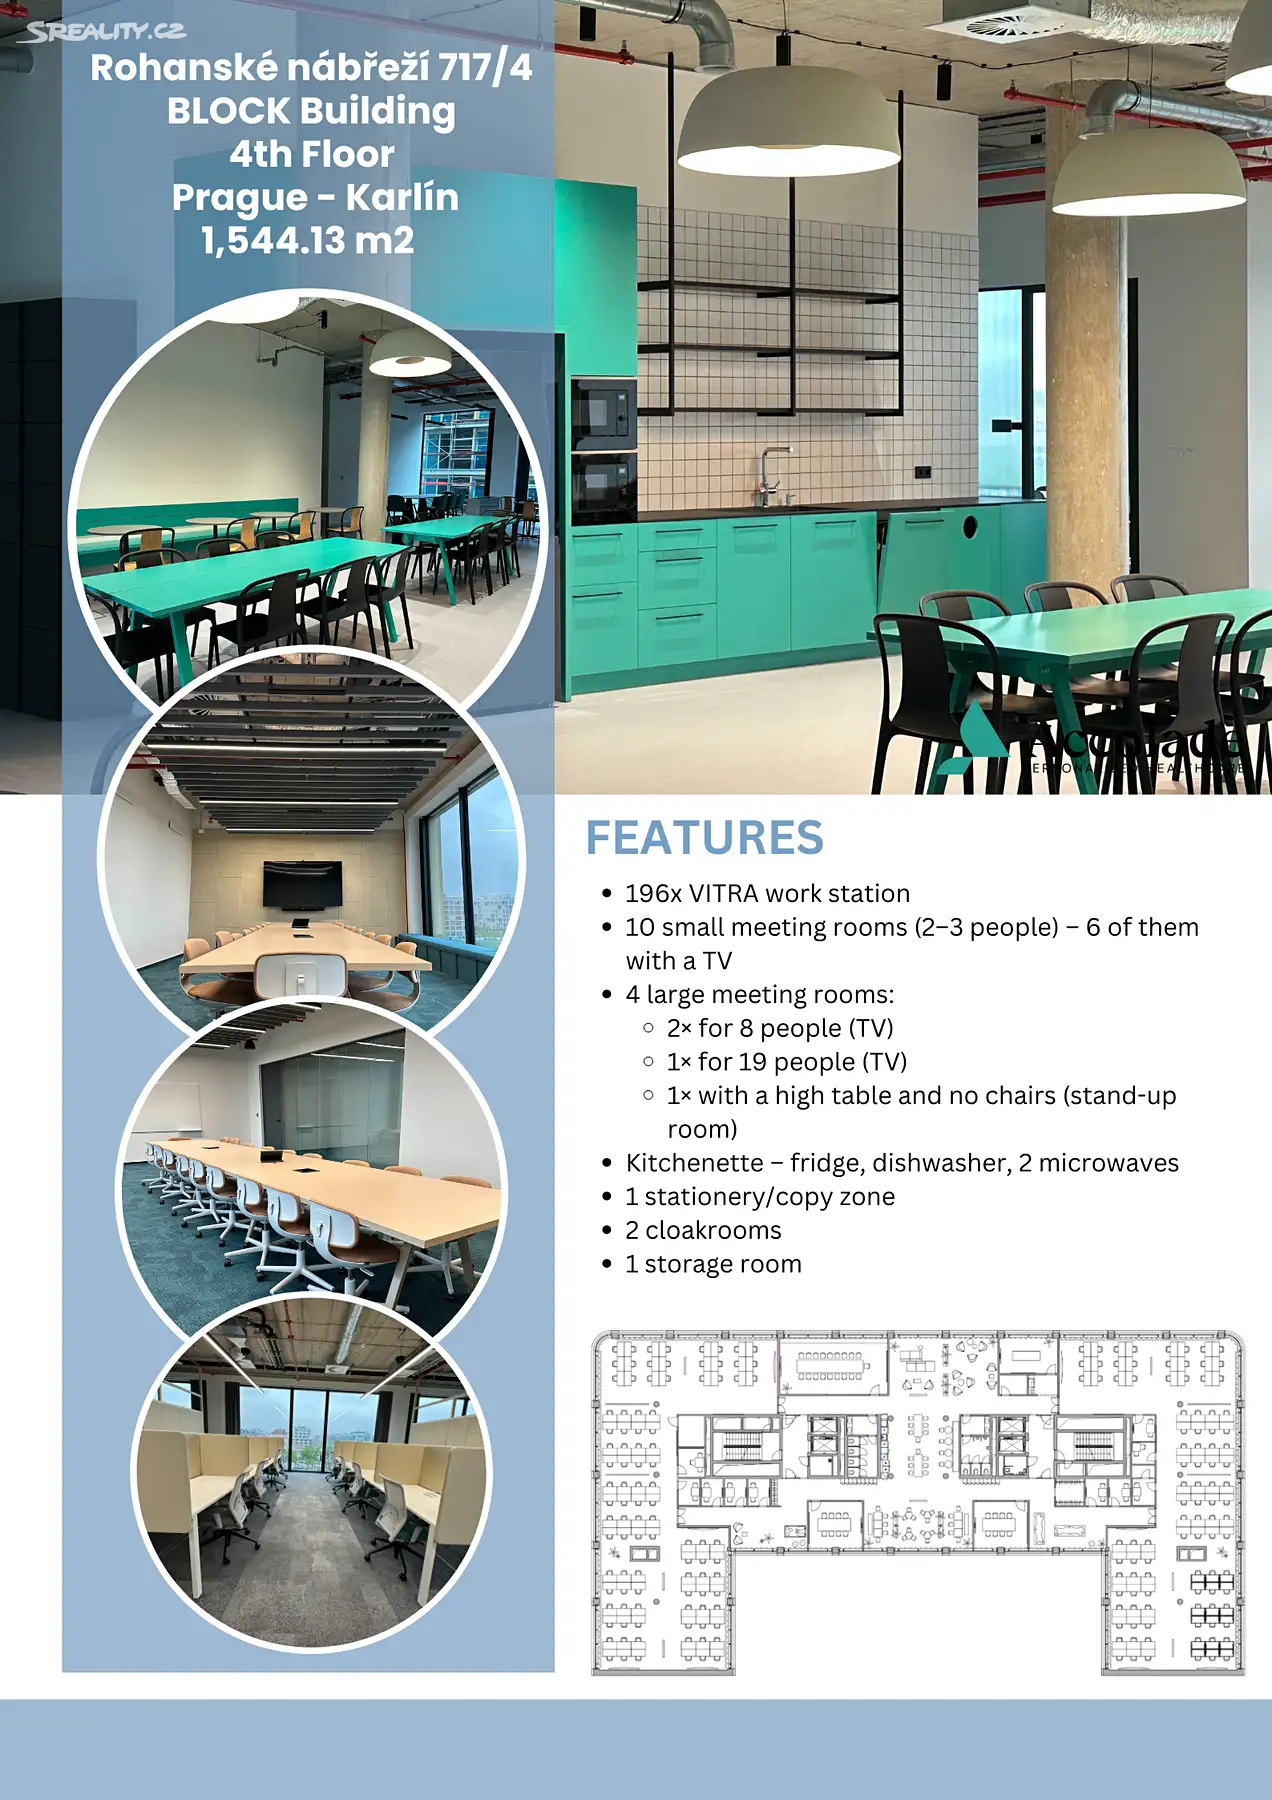 SREALITY.CZ
Rohanské nábřeží 717/4
BLOCK Building
4th Floor
Prague – Karlín
1,544.13 m2
Accolade
FEATURES
• 196x VITRA work station
• 10 small meeting rooms (2–3 people) – 6 of them
with a TV
• 4 large meeting rooms:
◦ 2× for 8 people (TV)
◦ 1× for 19 people (TV)
◦ 1× with a high table and no chairs (stand-up
room)
• Kitchenette – fridge, dishwasher, 2 microwaves
• 1 stationery/copy zone
• 2 cloakrooms
• 1 storage room